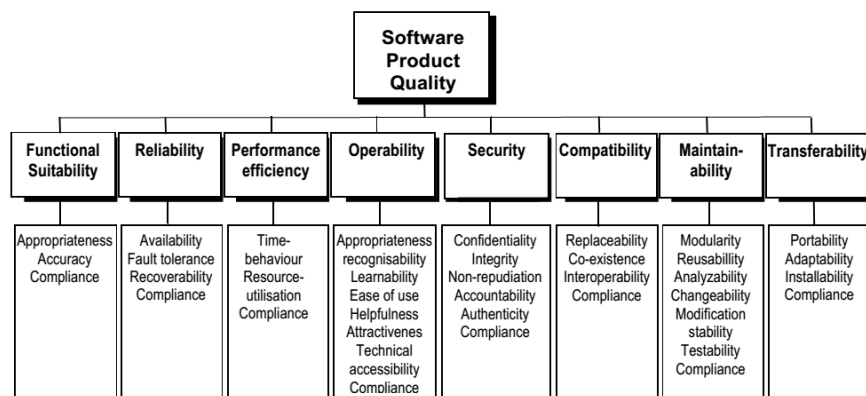 Software
Product
Quality
Functional
Suitability
Reliability
Performance
efficiency
Operability
Security
Compatibility
Maintain-
ability
Transferability
Appropriateness
Accuracy
Compliance
Availability
Fault tolerance
Recoverability
Compliance
Time-
behaviour
Resource-
utilisation
Compliance
Appropriateness
recognisability
Learnability
Ease of use
Helpfulness
Attractivenes
Technical
accessibility
Compliance
Confidentiality
Integrity
Non-repudiation
Accountability
Authenticity
Compliance
Replaceability
Co-existence
Interoperability
Compliance
Modularity
Reusability
Analyzability
Changeability
Modification
stability
Testability
Compliance
Portability
Adaptability
Installability
Compliance